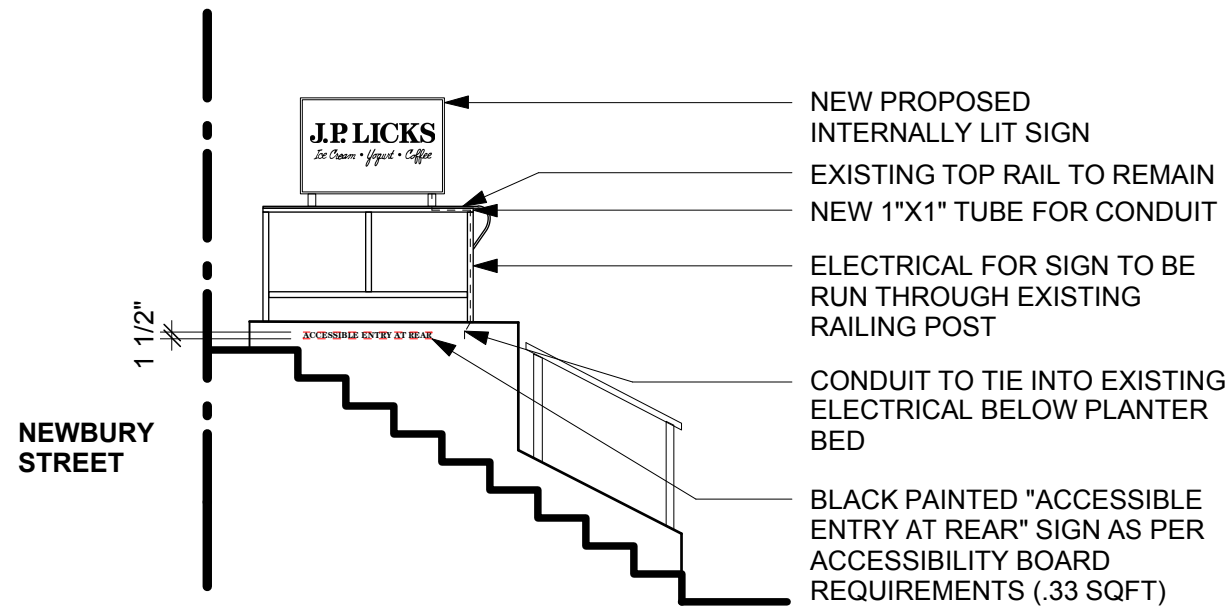 J.P. LICKS
Ice Cream • Yogurt • Coffee
NEW PROPOSED
INTERNALLY LIT SIGN
EXISTING TOP RAIL TO REMAIN
NEW 1"X1" TUBE FOR CONDUIT
ELECTRICAL FOR SIGN TO BE
RUN THROUGH EXISTING
RAILING POST
1 1/2"
ACCESSIBLE ENTRY AT REAR
CONDUIT TO TIE INTO EXISTING
ELECTRICAL BELOW PLANTER
BED
NEWBURY
STREET
BLACK PAINTED "ACCESSIBLE
ENTRY AT REAR" SIGN AS PER
ACCESSIBILITY BOARD
REQUIREMENTS (.33 SQFT)